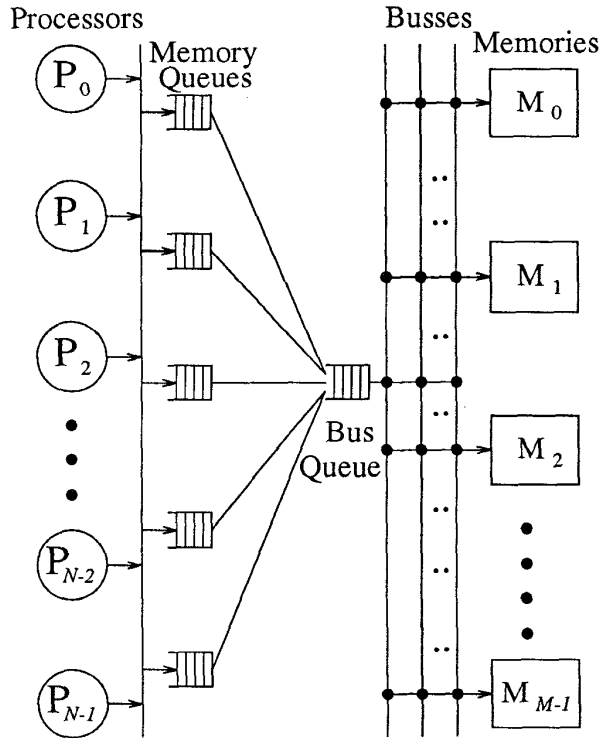 Processors
Busses
Memory
Queues
Memories
P0
M0
P1
M1
P2
Bus
Queue
M2
PN-2
PN-1
MM-1